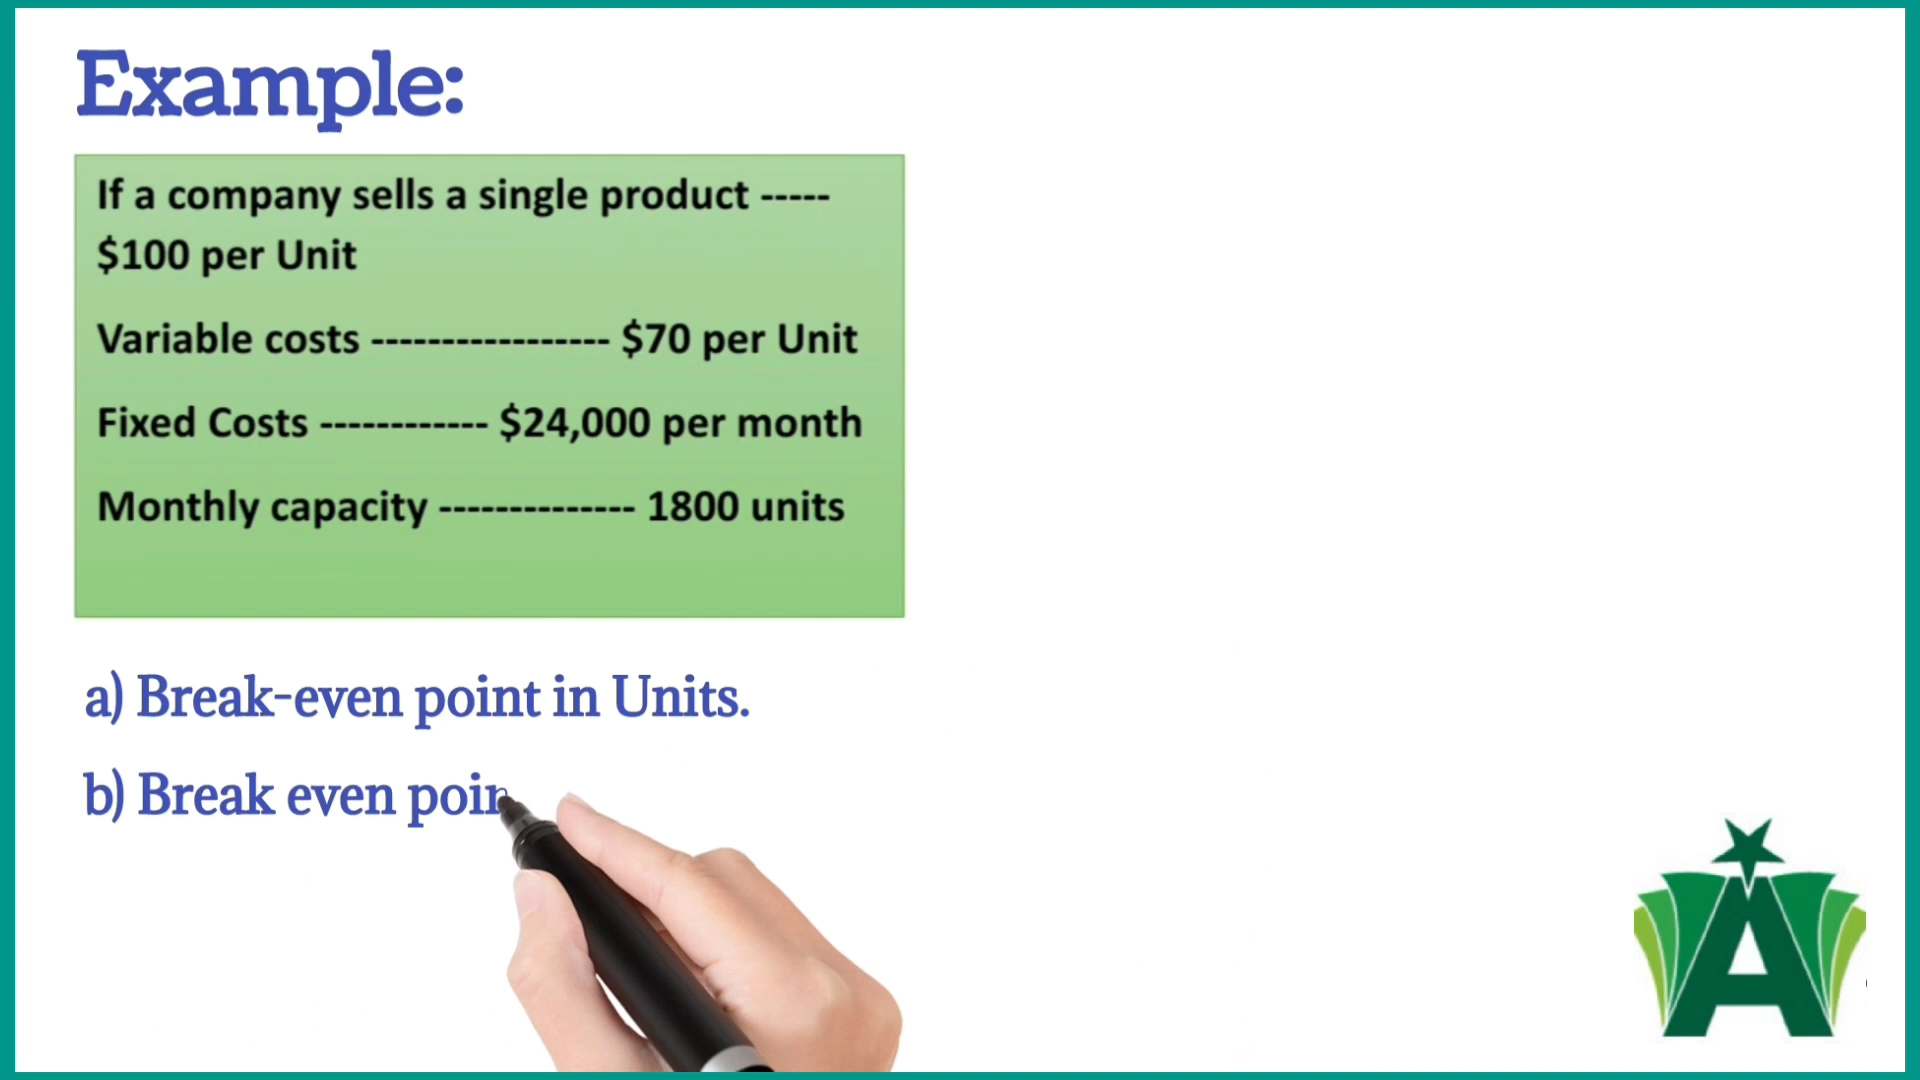 Example:
If a company sells a single product -----
$100 per Unit
Variable costs ----------------- $70 per Unit
Fixed Costs ------------ $24,000 per month
Monthly capacity -------------- 1800 units
a) Break-even point in Units.
b) Break even
A